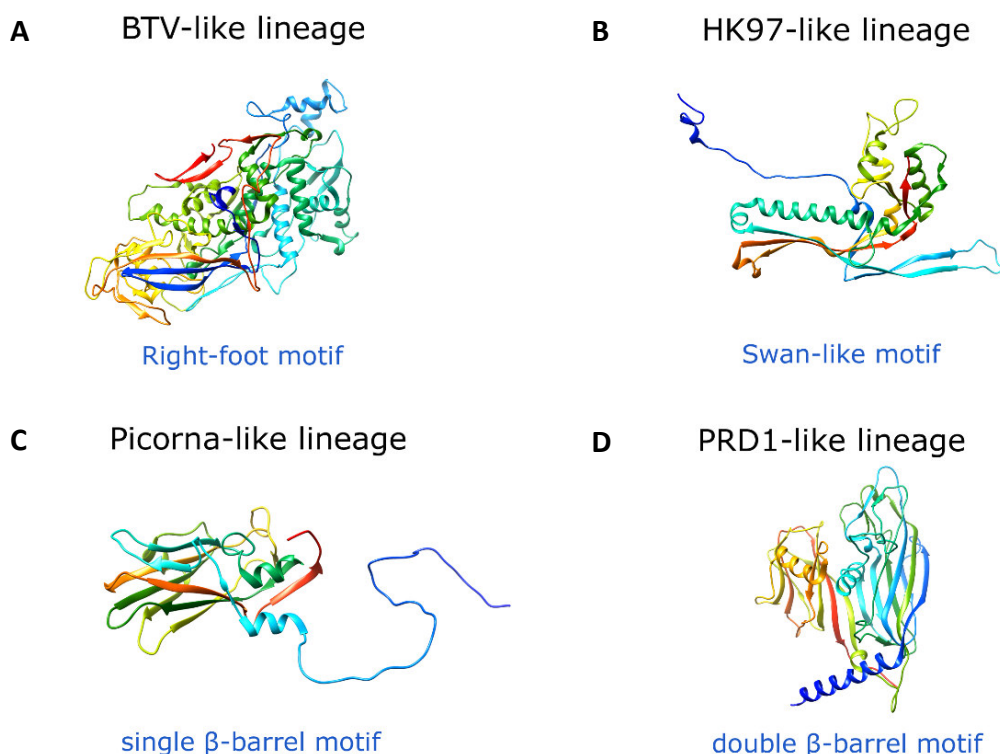 A
BTV-like lineage
Right-foot motif
B
HK97-like lineage
Swan-like motif
C
Picorna-like lineage
single β-barrel motif
D
PRD1-like lineage
double β-barrel motif